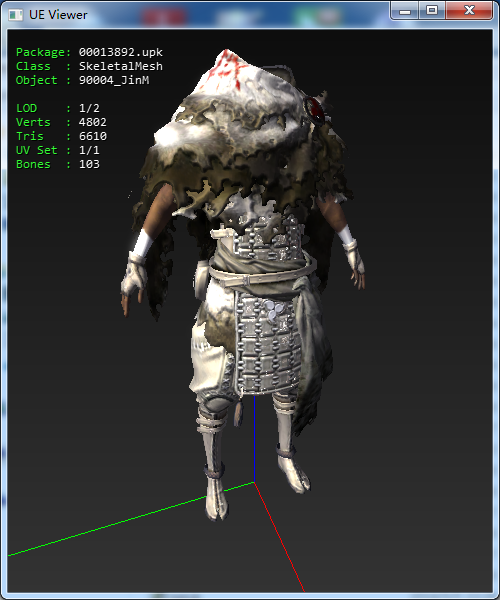 UE Viewer
Package: 00013892.upk
Class : SkeletalMesh
Object : 90004_JinM
LOD : 1/2
Verts : 4802
Tris : 6610
UV Set : 1/1
Bones : 103